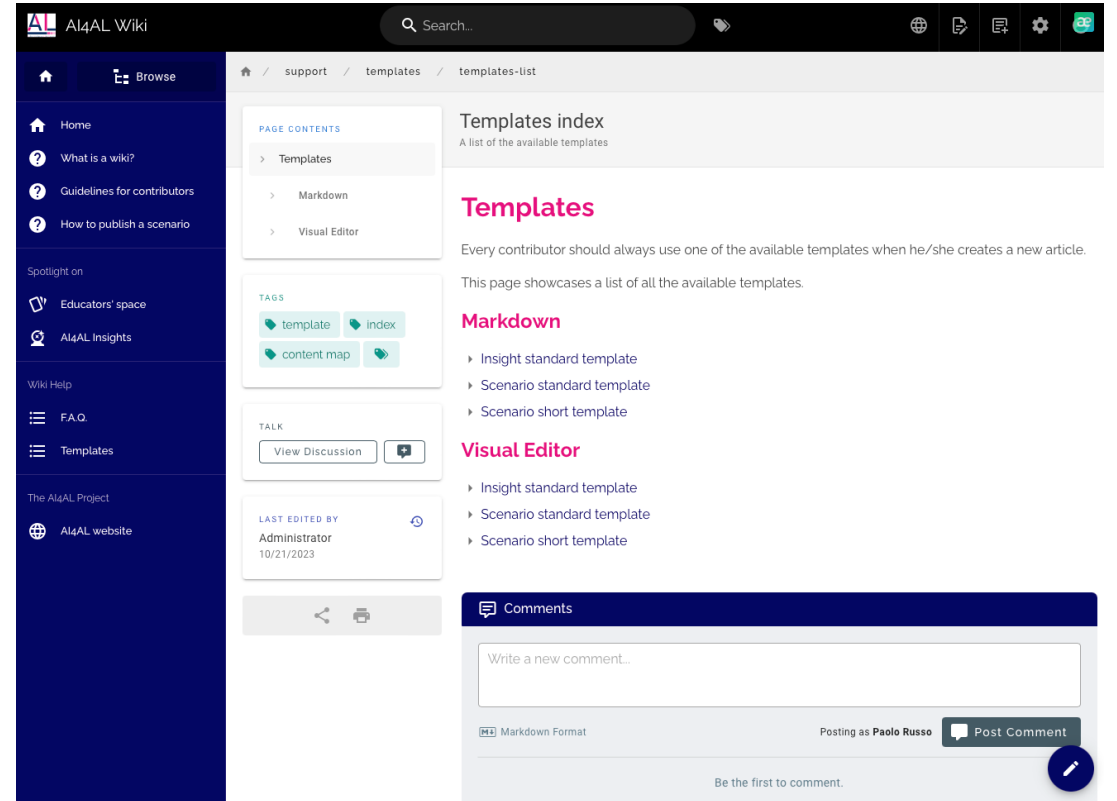 AL AI4AL Wiki
Search...
æ
Browse
/ support / templates / templates-list
Home
What is a wiki?
Guidelines for contributors
How to publish a scenario
Spotlight on
Educators' space
AI4AL Insights
Wiki Help
F.A.Q.
Templates
The AI4AL Project
AI4AL website
PAGE CONTENTS
Templates
Markdown
Visual Editor
TAGS
template
index
content map
TALK
View Discussion
LAST EDITED BY
Administrator
10/21/2023
Templates index
A list of the available templates
Templates
Every contributor should always use one of the available templates when he/she creates a new article.
This page showcases a list of all the available templates.
Markdown
Insight standard template
Scenario standard template
Scenario short template
Visual Editor
Insight standard template
Scenario standard template
Scenario short template
Comments
Write a new comment...
M Markdown Format
Posting as Paolo Russo
Post Comment
Be the first to comment.